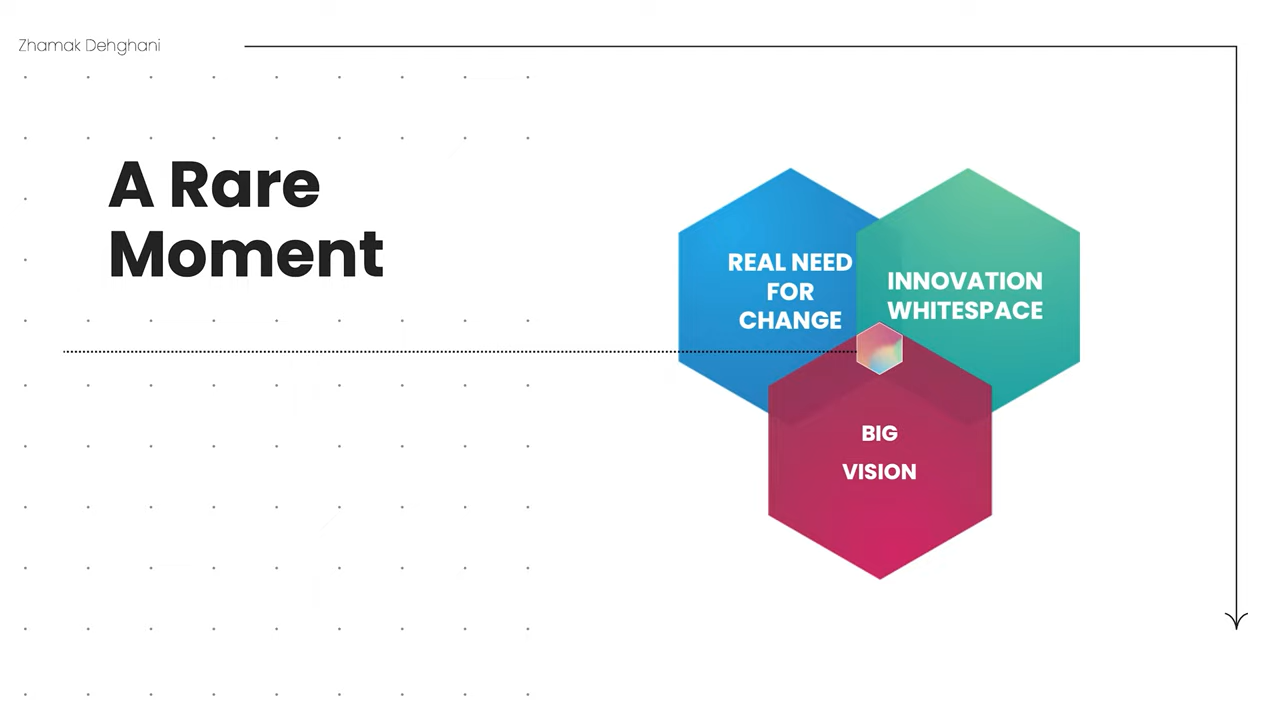 Zhamak Dehghani
A Rare
Moment
REAL NEED
FOR
CHANGE
INNOVATION
WHITESPACE
BIG
VISION